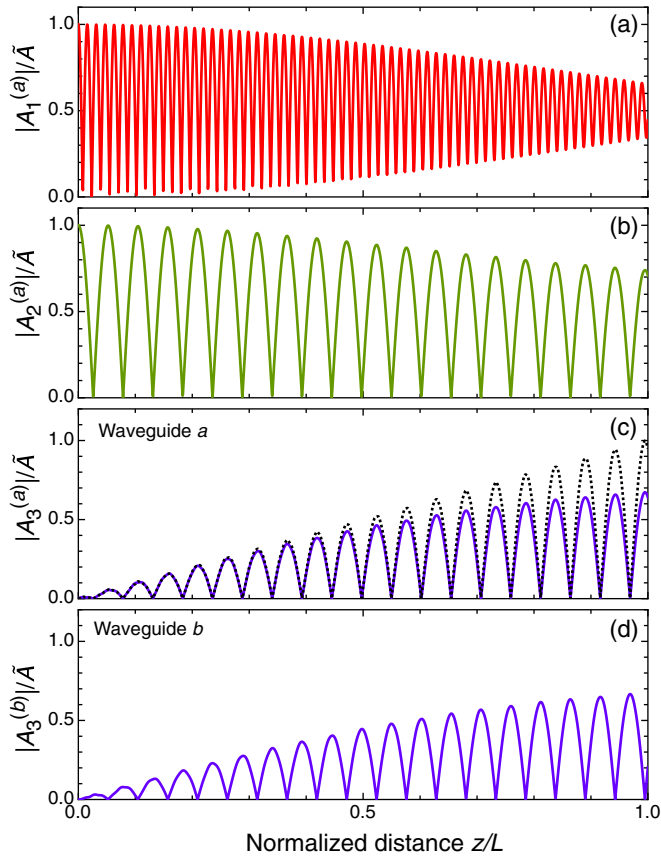 (a)
|A₁⁽ᵃ⁾|/Ã
1.0
0.5
0.0
(b)
|A₂⁽ᵃ⁾|/Ã
1.0
0.5
0.0
Waveguide a
(c)
|A₃⁽ᵃ⁾|/Ã
1.0
0.5
0.0
Waveguide b
(d)
|A₃⁽ᵇ⁾|/Ã
1.0
0.5
0.0
0.0 0.5 1.0
Normalized distance z/L